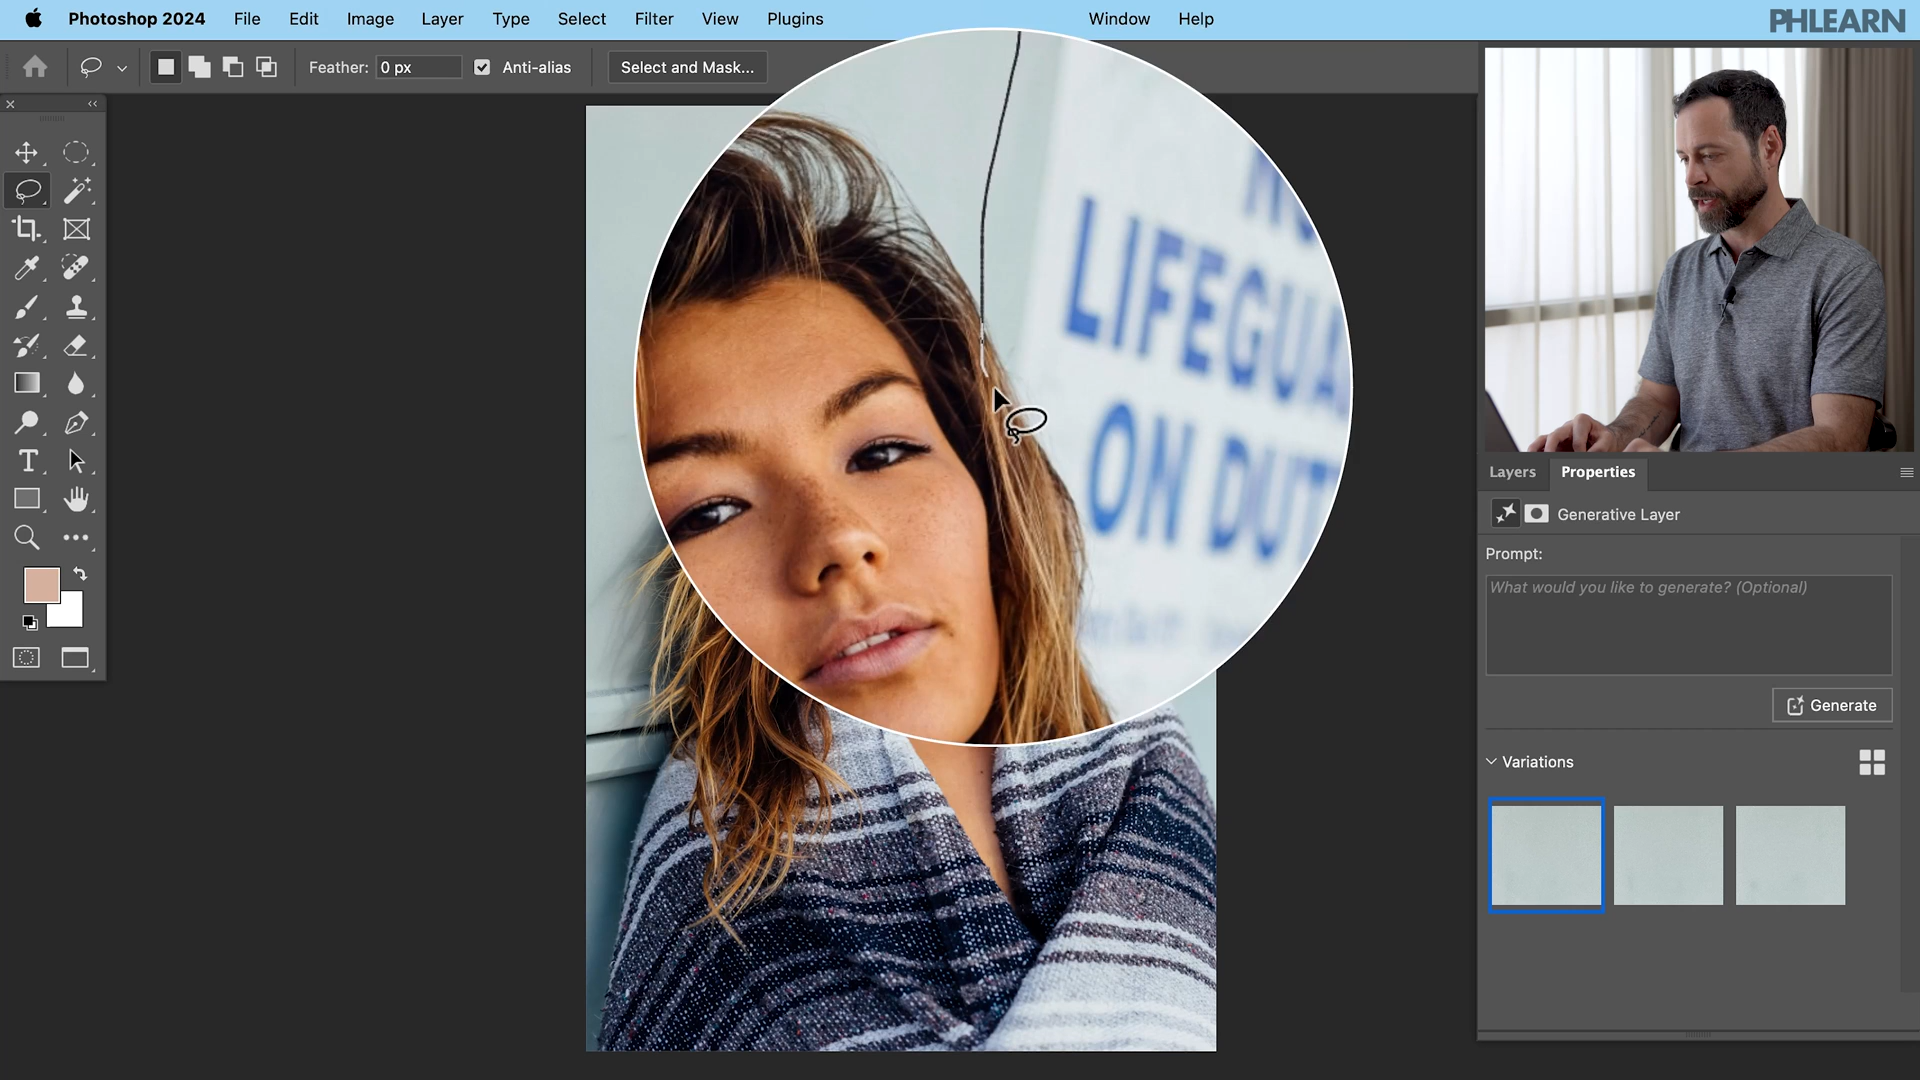 Photoshop 2024 File Edit Image Layer Type Select Filter View Plugins Window Help
PHLEARN
Feather: 0 px Anti-alias Select and Mask...
LIFEGUA
ON DUT
Layers Properties
Generative Layer
Prompt:
What would you like to generate? (Optional)
Generate
Variations